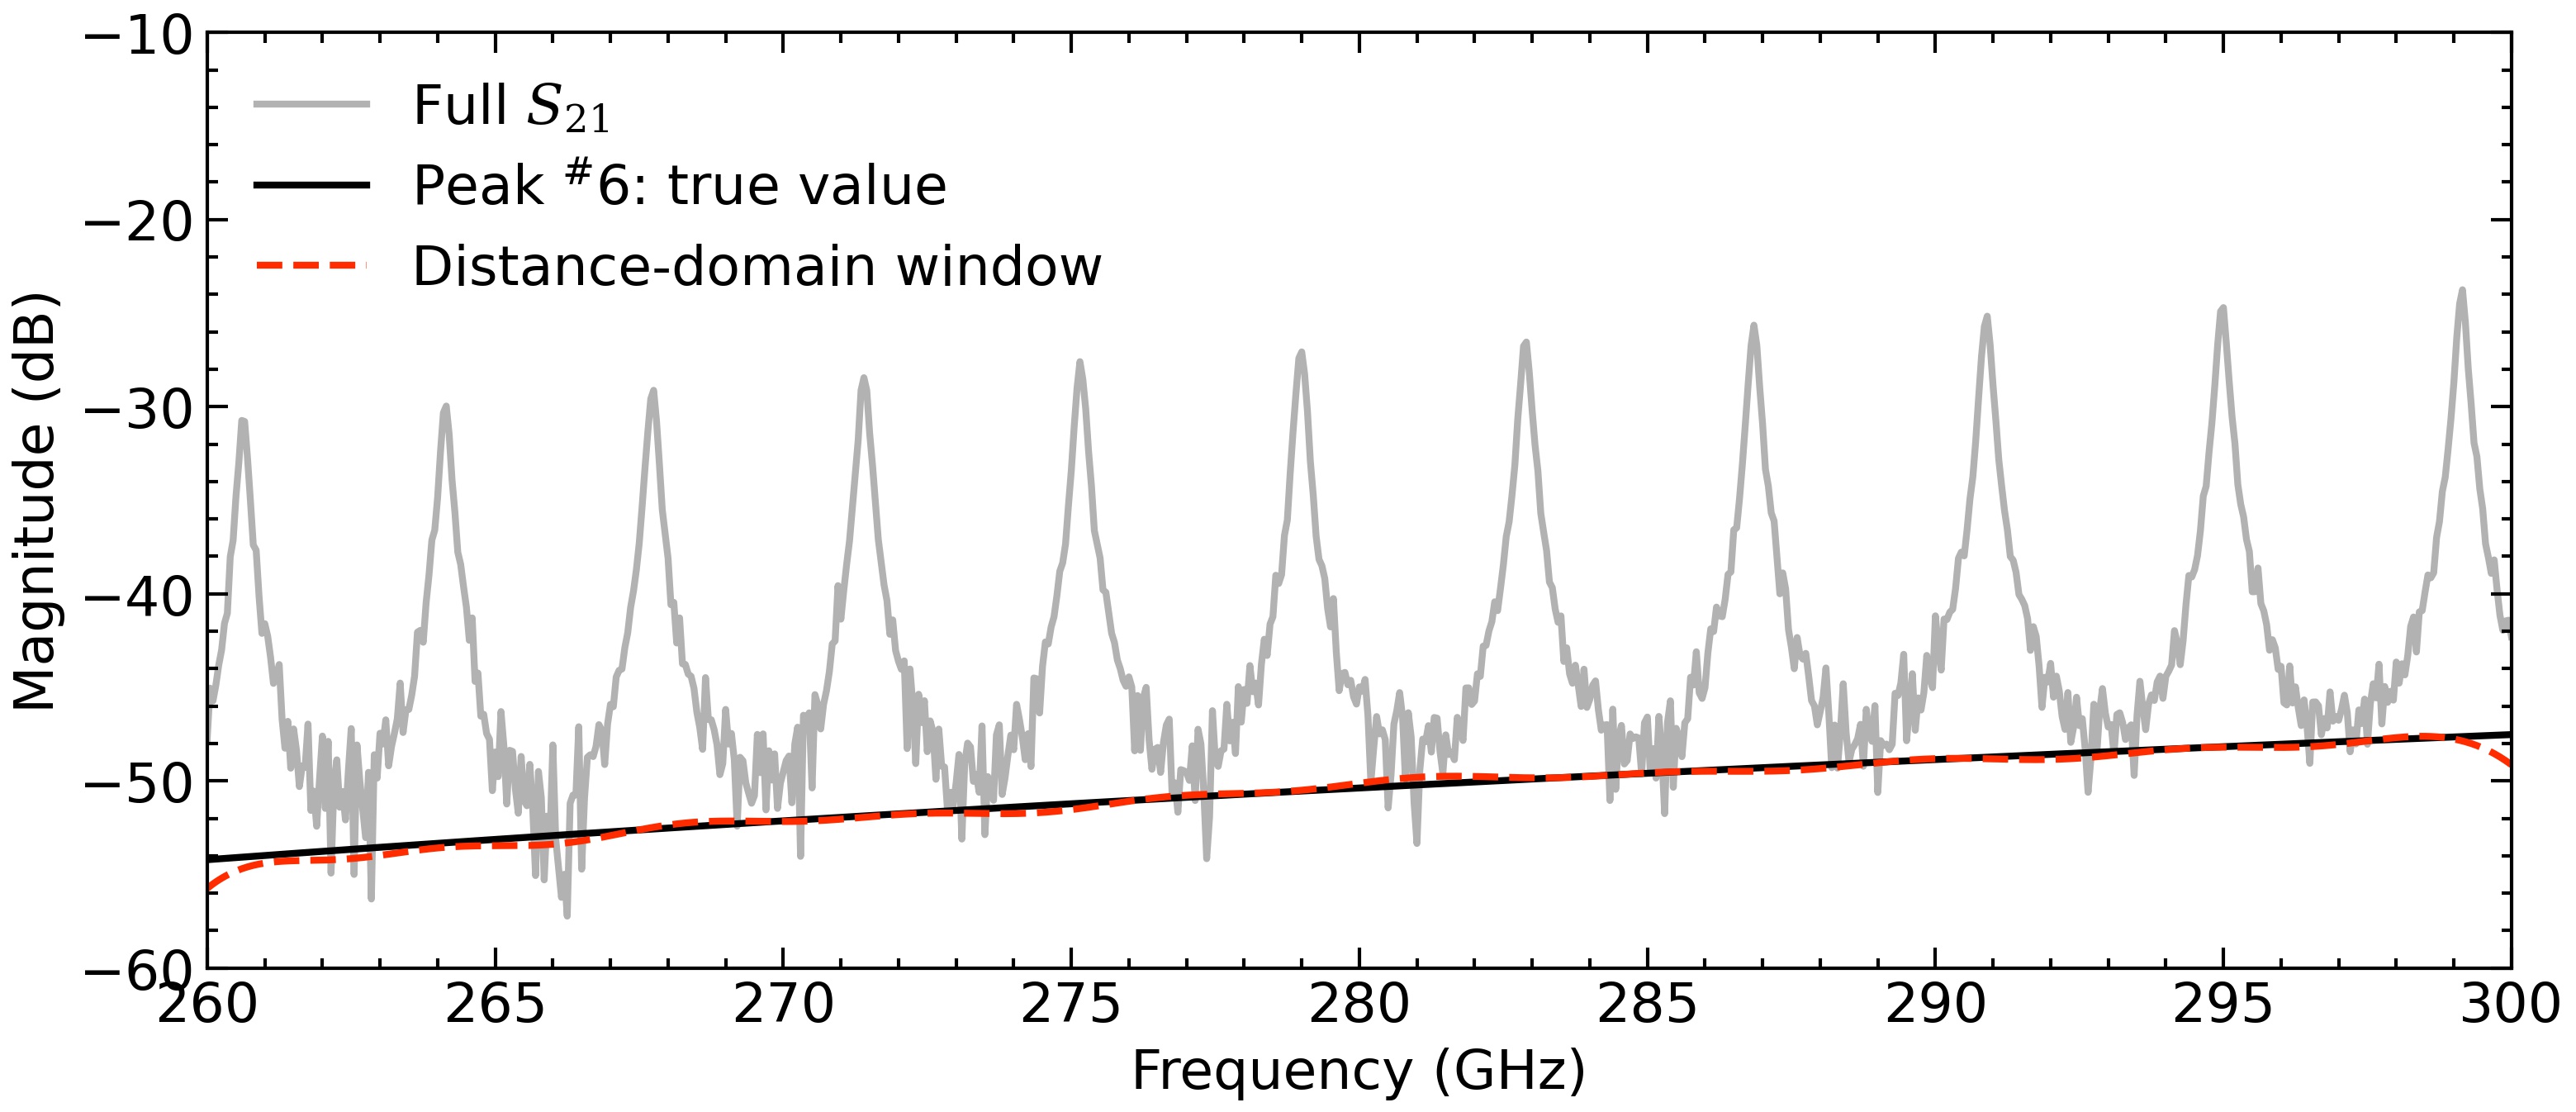 −10
−20
−30
−40
−50
−60
Magnitude (dB)
Full S21
Peak #6: true value
Distance-domain window
260 265 270 275 280 285 290 295 300
Frequency (GHz)